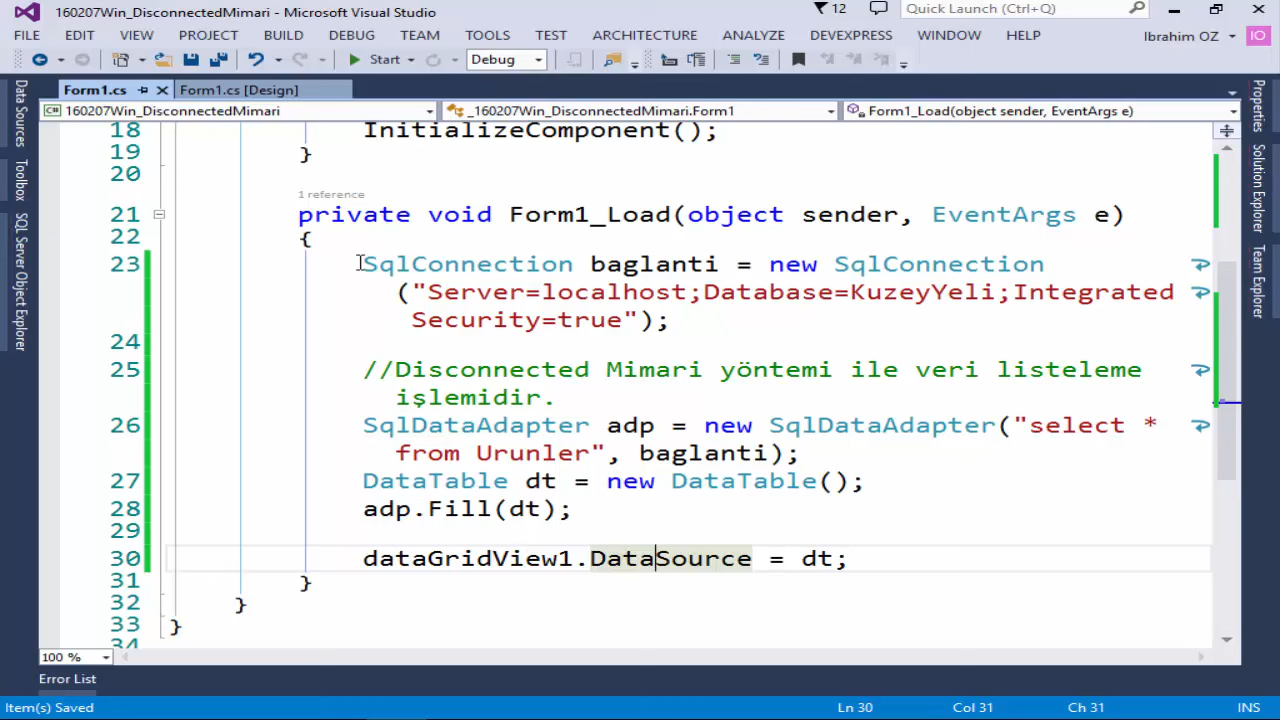 160207Win_DisconnectedMimari - Microsoft Visual Studio
12
Quick Launch (Ctrl+Q)
FILE EDIT VIEW PROJECT BUILD DEBUG TEAM TOOLS TEST ARCHITECTURE ANALYZE DEVEXPRESS WINDOW HELP
Ibrahim OZ
IO
Start
Debug
Form1.cs
Form1.cs [Design]
160207Win_DisconnectedMimari
_160207Win_DisconnectedMimari.Form1
Form1_Load(object sender, EventArgs e)
Data Sources
Toolbox
SQL Server Object Explorer
Properties
Solution Explorer
Team Explorer
18 InitializeComponent();
19 }
20
1 reference
21 private void Form1_Load(object sender, EventArgs e)
22 {
23 SqlConnection baglanti = new SqlConnection
("Server=localhost;Database=KuzeyYeli;Integrated
Security=true");
24
25 //Disconnected Mimari yöntemi ile veri listeleme
işlemidir.
26 SqlDataAdapter adp = new SqlDataAdapter("select *
from Urunler", baglanti);
27 DataTable dt = new DataTable();
28 adp.Fill(dt);
29
30 dataGridView1.DataSource = dt;
31 }
32 }
33 }
34
100 %
Error List
Item(s) Saved
Ln 30
Col 31
Ch 31
INS